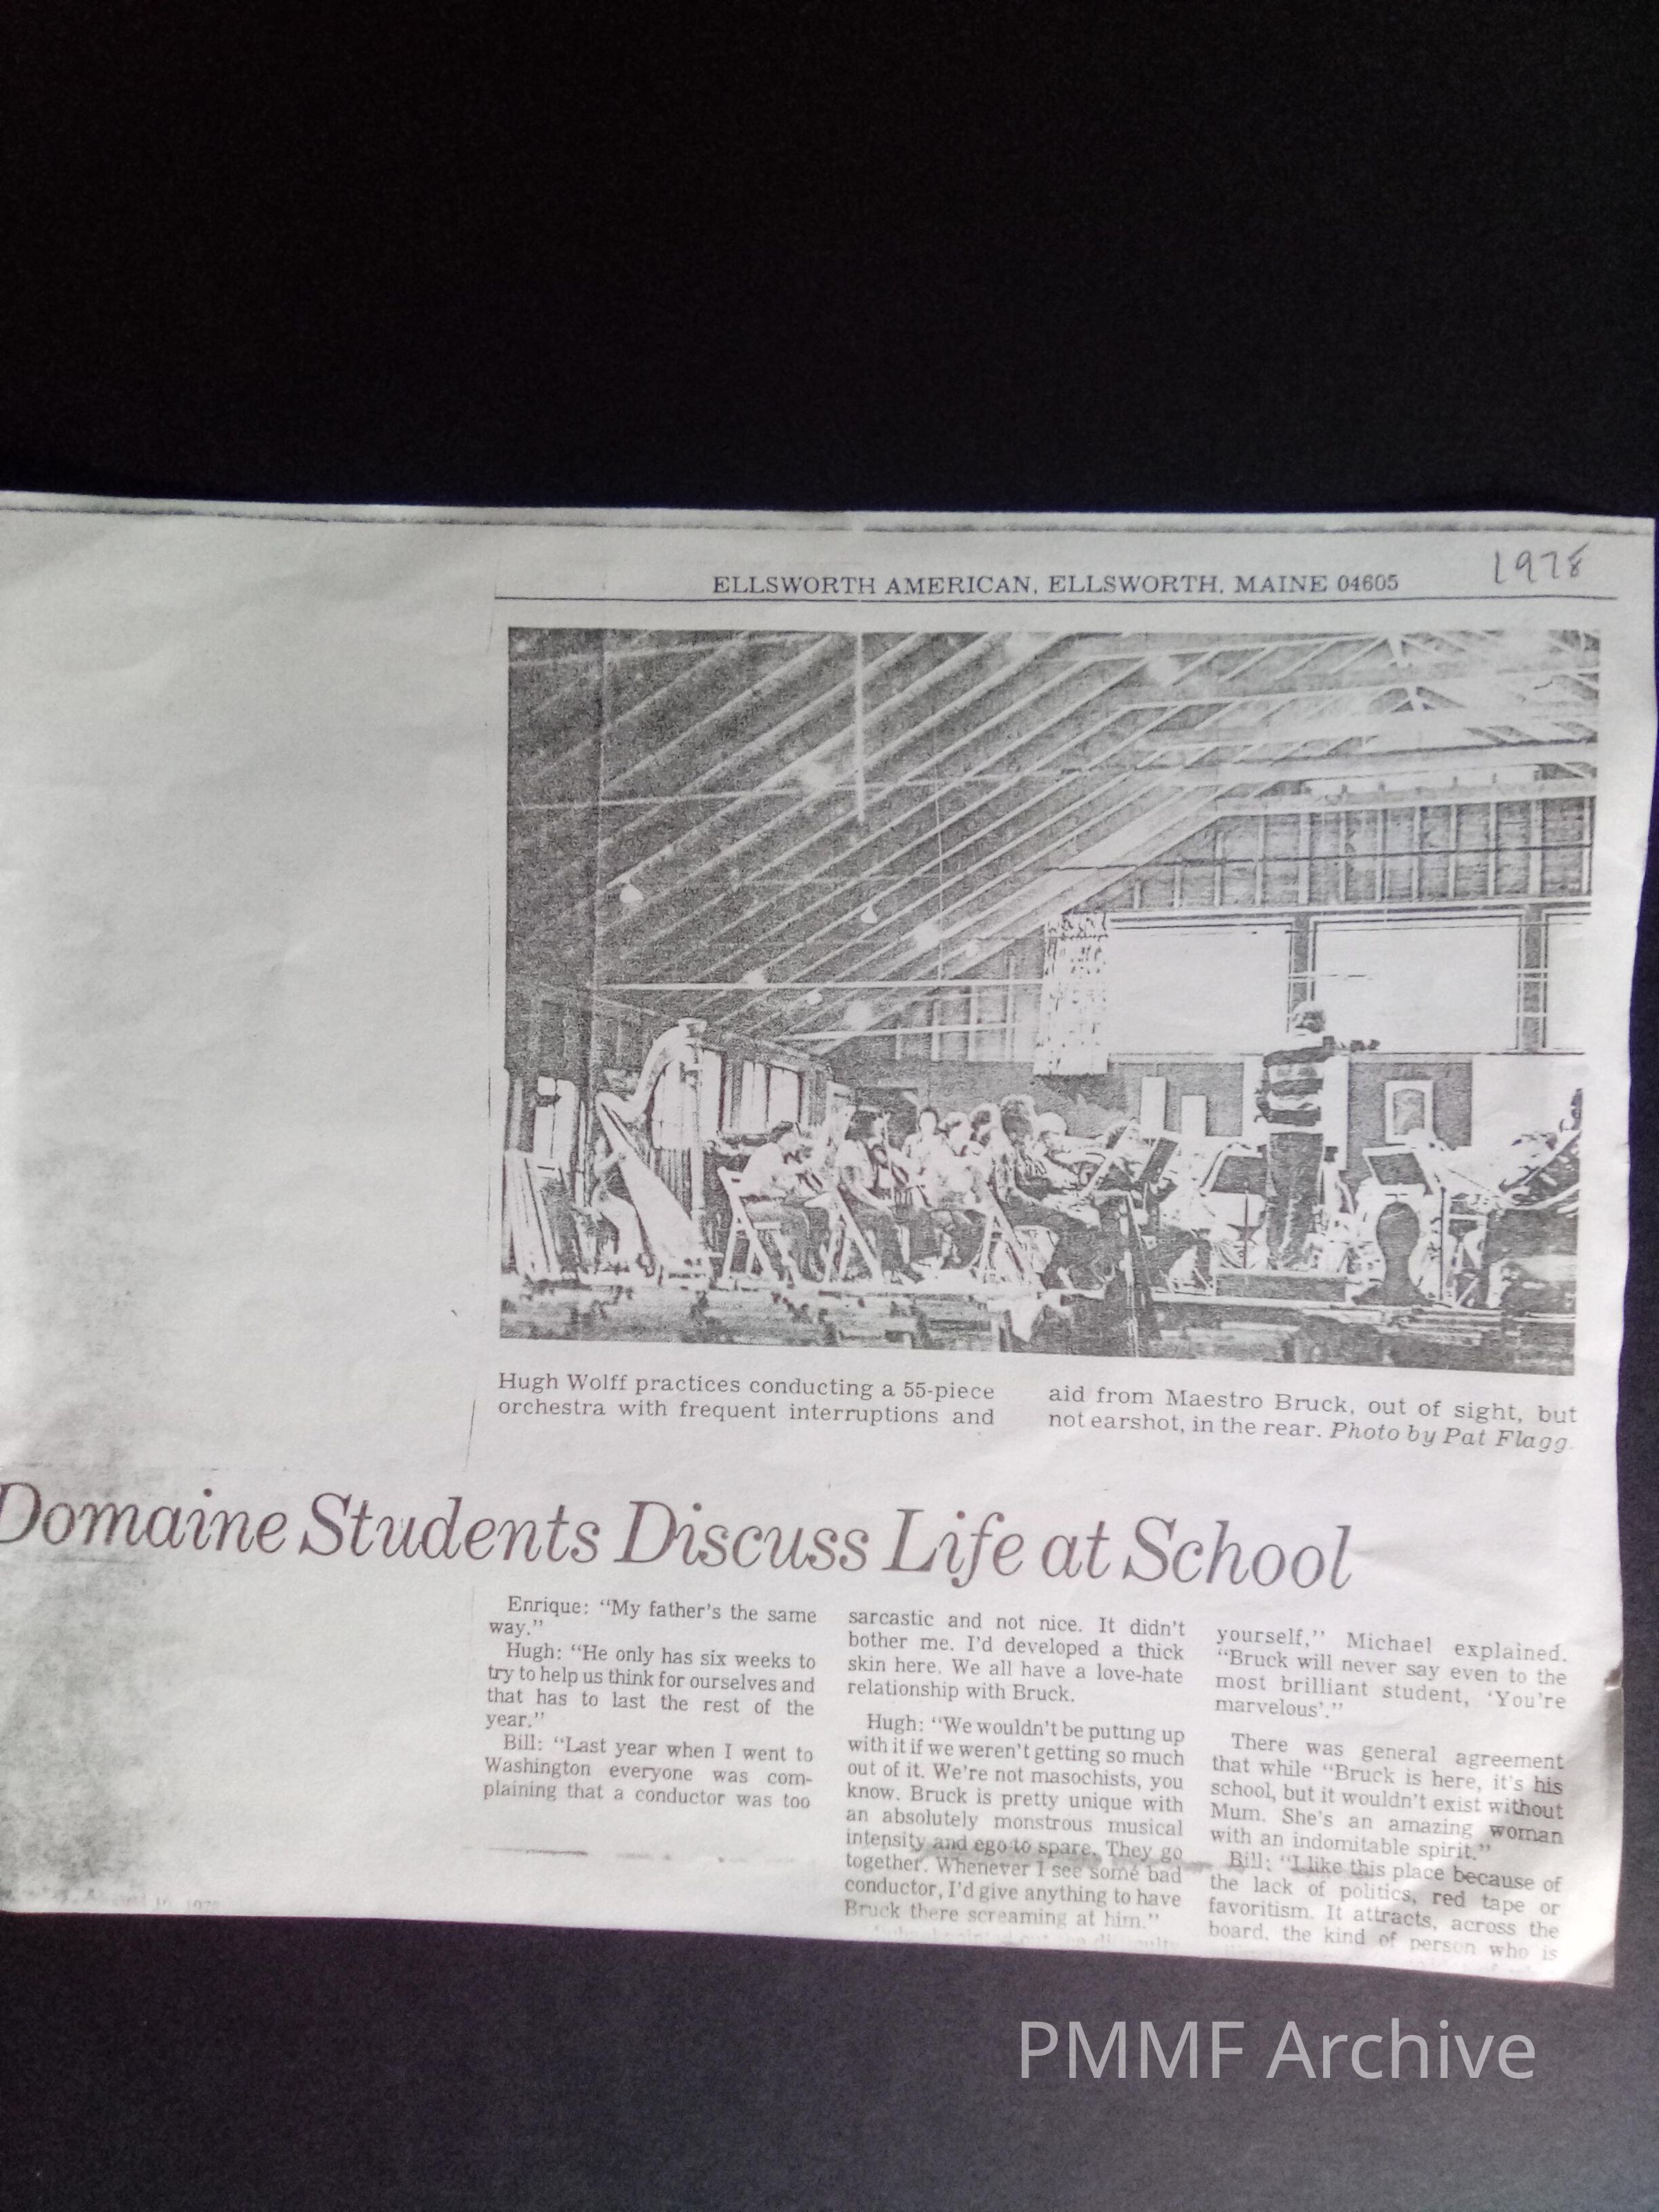 ELLSWORTH AMERICAN, ELLSWORTH, MAINE 04605
1978
Hugh Wolff practices conducting a 55-piece
orchestra with frequent interruptions and
aid from Maestro Bruck, out of sight, but
not earshot, in the rear. Photo by Pat Flagg
Domaine Students Discuss Life at School
Enrique: “My father’s the same
way.”
Hugh: “He only has six weeks to
try to help us think for ourselves and
that has to last the rest of the
year.”
Bill: “Last year when I went to
Washington everyone was com-
plaining that a conductor was too
sarcastic and not nice. It didn’t
bother me. I’d developed a thick
skin here. We all have a love-hate
relationship with Bruck.
Hugh: “We wouldn’t be putting up
with it if we weren’t getting so much
out of it. We’re not masochists, you
know. Bruck is pretty unique with
an absolutely monstrous musical
intensity and ego to spare. They go
together. Whenever I see some bad
conductor, I’d give anything to have
Bruck there screaming at him.”
yourself,” Michael explained.
“Bruck will never say even to the
most brilliant student, ‘You’re
marvelous’.”
There was general agreement
that while “Bruck is here, it’s his
school, but it wouldn’t exist without
Mum. She’s an amazing woman
with an indomitable spirit.”
Bill: “I like this place because of
the lack of politics, red tape or
favoritism. It attracts, across the
board, the kind of person who is
PMMF Archive